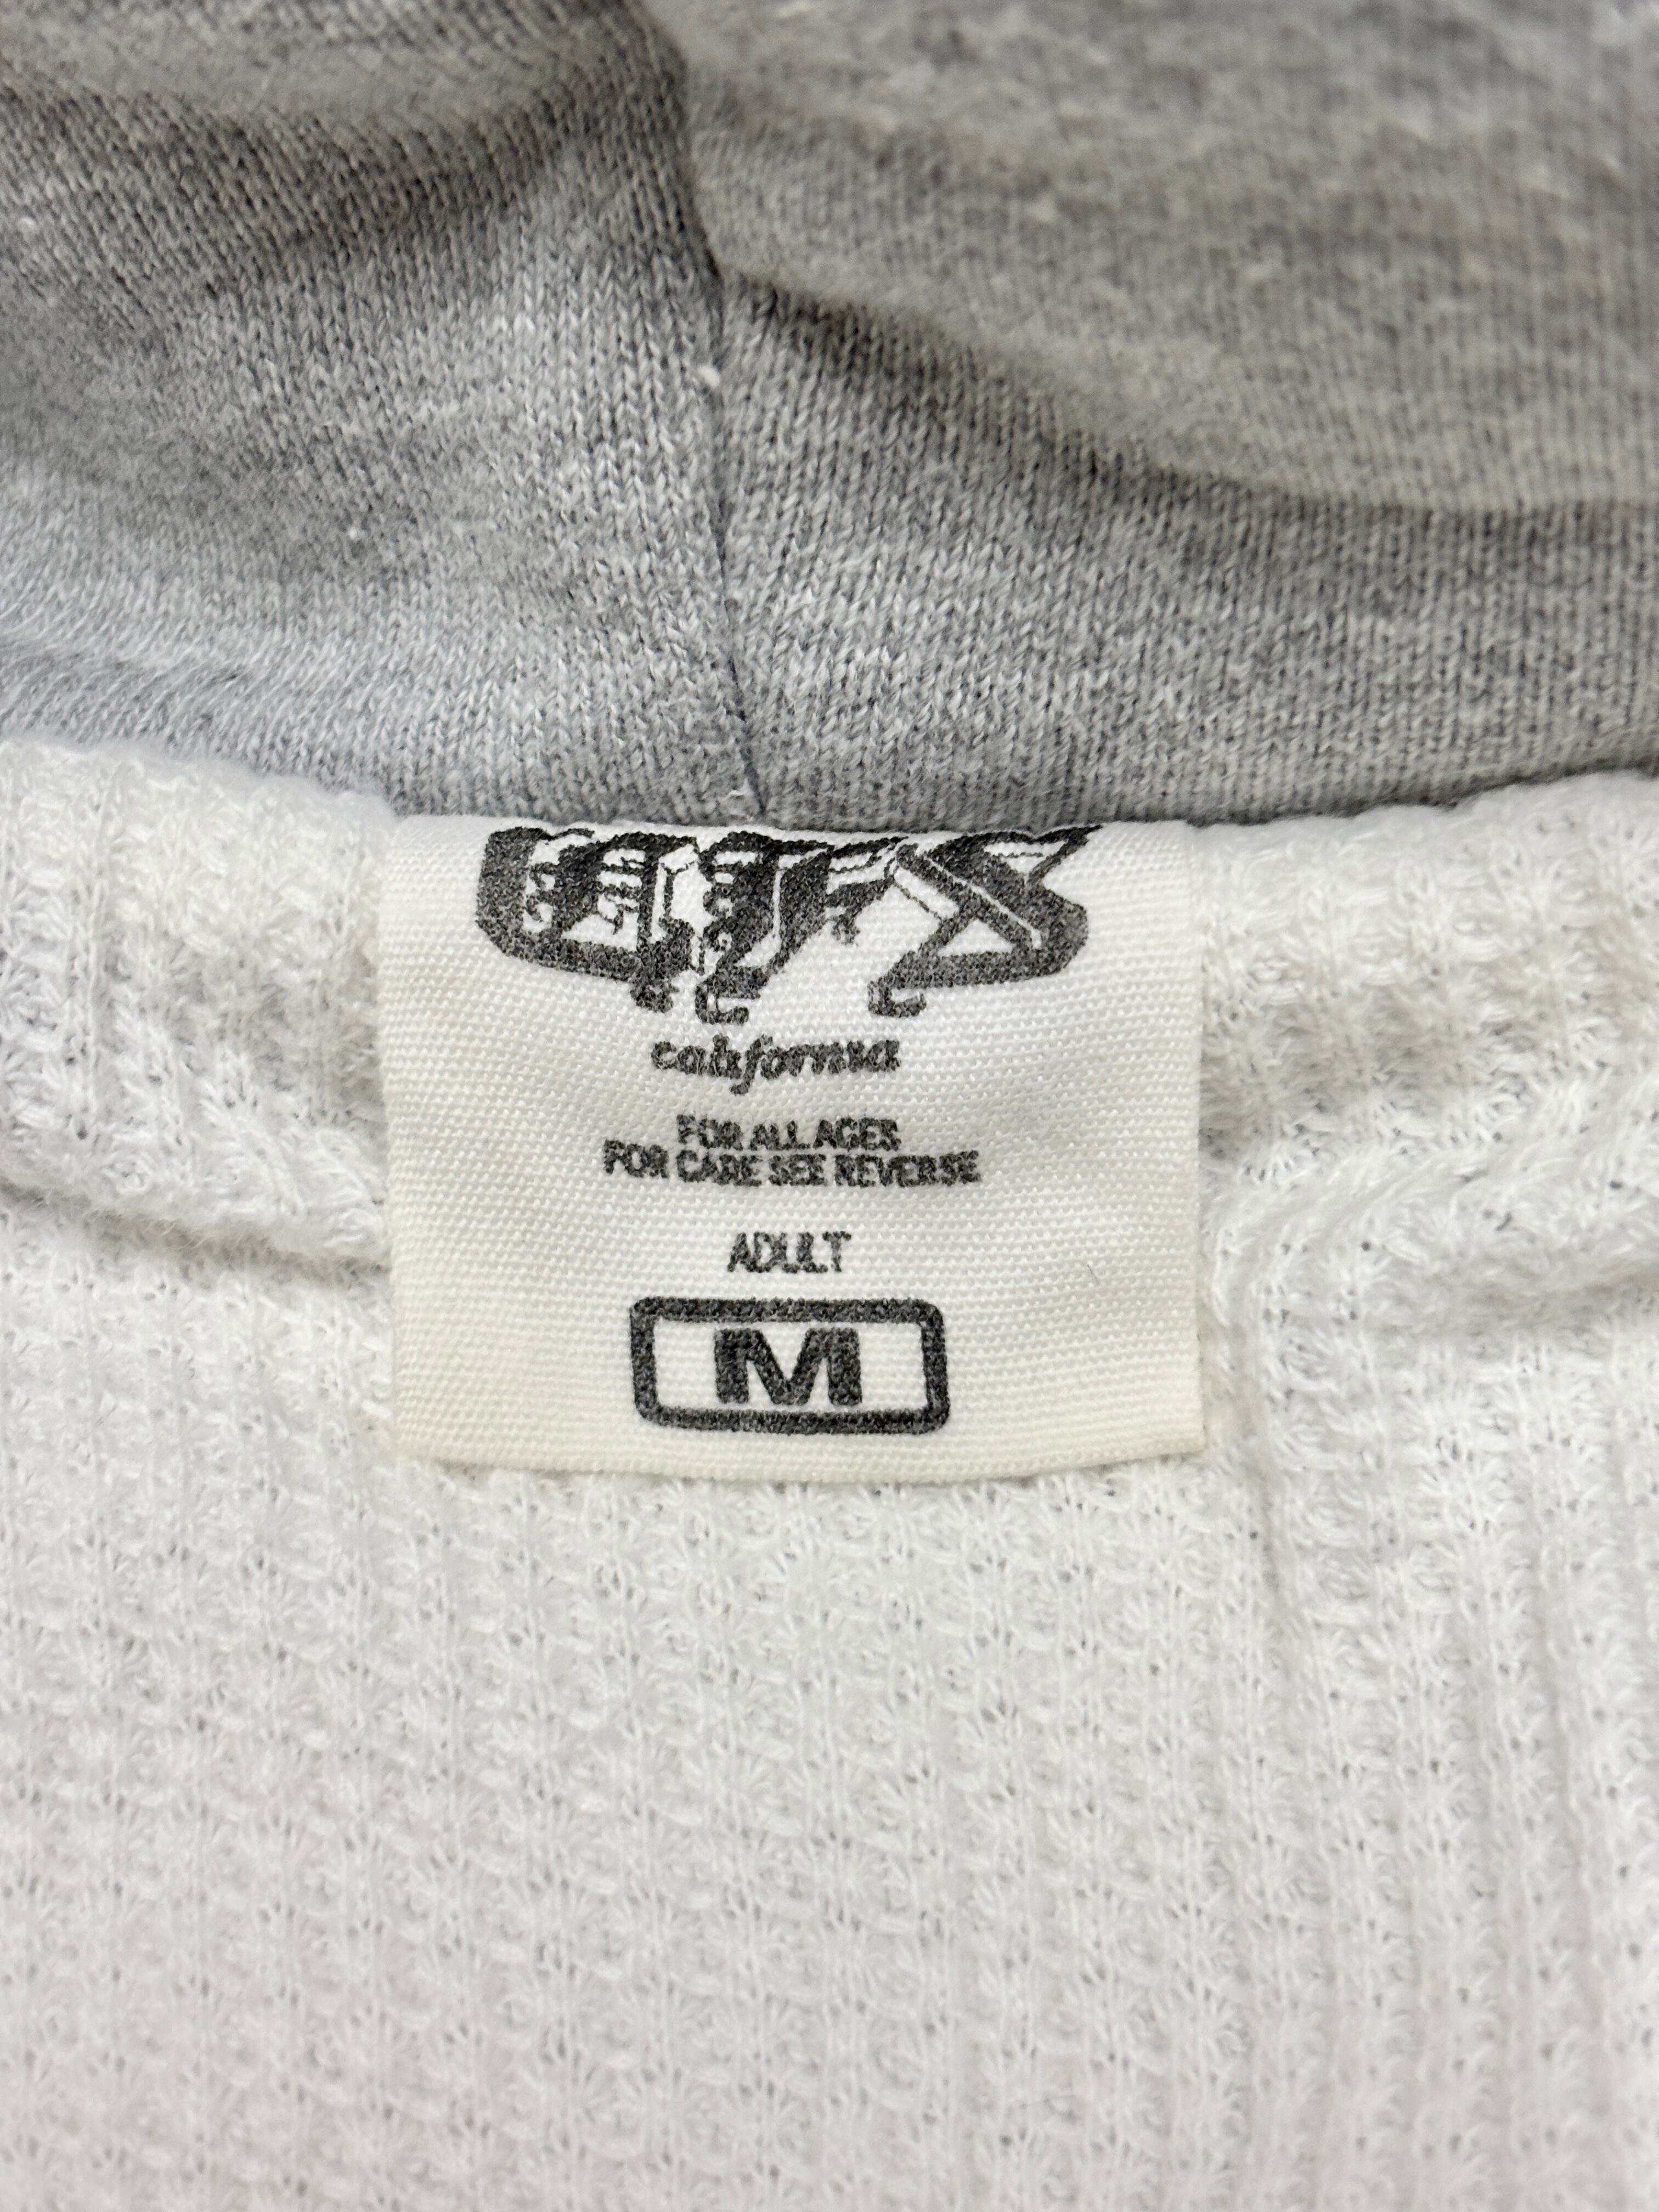 california
FOR ALL AGES
FOR CARE SEE REVERSE
ADULT
M